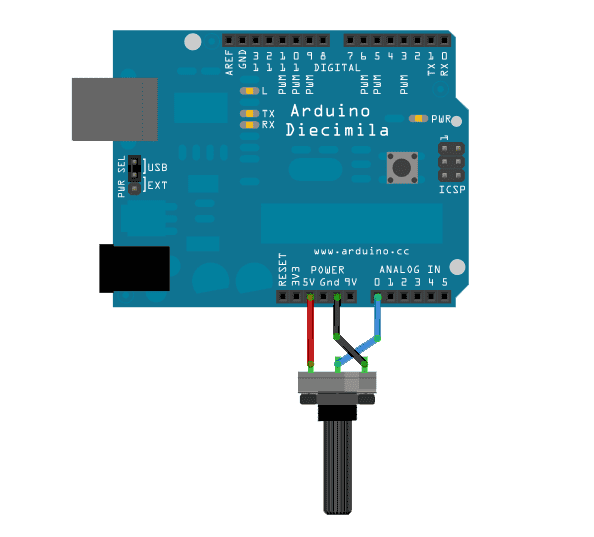 AREF
GND
13
12
11
10
9
8
7
6
5
4
3
2
1
0
DIGITAL
PWM
PWM
PWM
PWM
PWM
PWM
TX
RX
L
TX
RX
Arduino
Diecimila
PWR
1
ICSP
PWR SEL
USB
EXT
www.arduino.cc
POWER
ANALOG IN
RESET
3V3
5V Gnd 9V
0 1 2 3 4 5